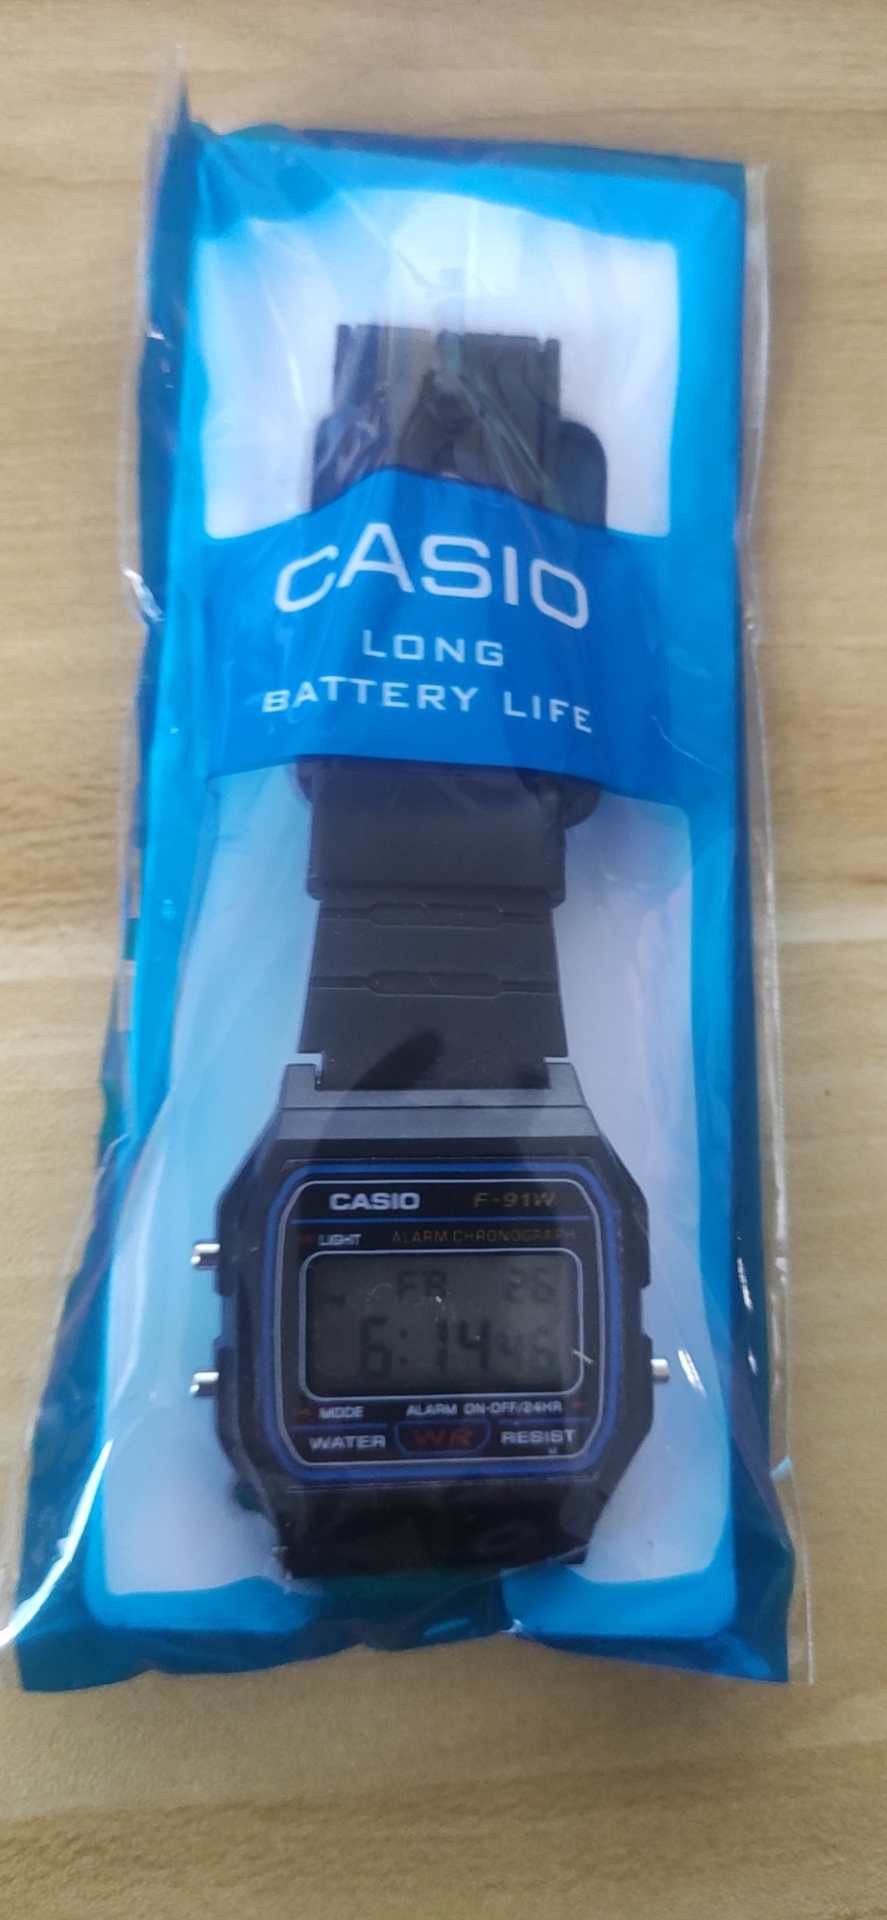 CASIO
LONG
BATTERY LIFE
CASIO F-91W
LIGHT ALARM CHRONOGRAPH
FR 26
6:14 46
MODE ALARM ON·OFF/24HR
WATER WR RESIST